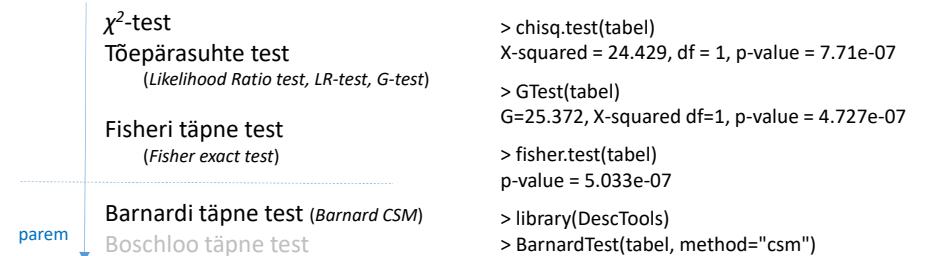 χ²-test
Tõepärasuhte test
(Likelihood Ratio test, LR-test, G-test)
Fisheri täpne test
(Fisher exact test)
Barnardi täpne test (Barnard CSM)
Boschloo täpne test
parem
> chisq.test(tabel)
X-squared = 24.429, df = 1, p-value = 7.71e-07
> GTest(tabel)
G=25.372, X-squared df=1, p-value = 4.727e-07
> fisher.test(tabel)
p-value = 5.033e-07
> library(DescTools)
> BarnardTest(tabel, method="csm")